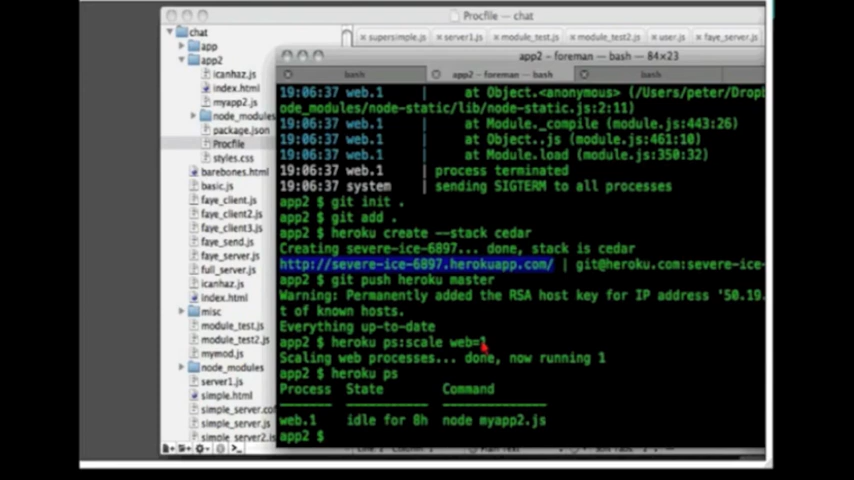 Procfile — chat
supersimple.js server1.js module_test.js module_test2.js user.js faye_server.js
chat
app
app2
icanhaz.js
index.html
myapp2.js
node_modules
package.json
Procfile
styles.css
barebones.html
basic.js
faye_client.js
faye_client2.js
faye_client3.js
faye_send.js
faye_server.js
full_server.js
icanhaz.js
index.html
misc
module_test.js
module_test2.js
mymod.js
node_modules
server1.js
simple.html
simple_server.cof
simple_server.js
simple_server2.js
app2 – foreman — bash — 84×23
bash app2 – foreman — bash bash
19:06:37 web.1 | at Object.<anonymous> (/Users/peter/Drop
ode_modules/node-static/lib/node-static.js:2:11)
19:06:37 web.1 | at Module._compile (module.js:443:26)
19:06:37 web.1 | at Object..js (module.js:461:10)
19:06:37 web.1 | at Module.load (module.js:350:32)
19:06:37 web.1 | process terminated
19:06:37 system | sending SIGTERM to all processes
app2 $ git init .
app2 $ git add .
app2 $ heroku create --stack cedar
Creating severe-ice-6897... done, stack is cedar
http://severe-ice-6897.herokuapp.com/ | git@heroku.com:severe-ice-
app2 $ git push heroku master
Warning: Permanently added the RSA host key for IP address '50.19.
t of known hosts.
Everything up-to-date
app2 $ heroku ps:scale web=1
Scaling web processes... done, now running 1
app2 $ heroku ps
Process State Command
web.1 idle for 8h node myapp2.js
app2 $